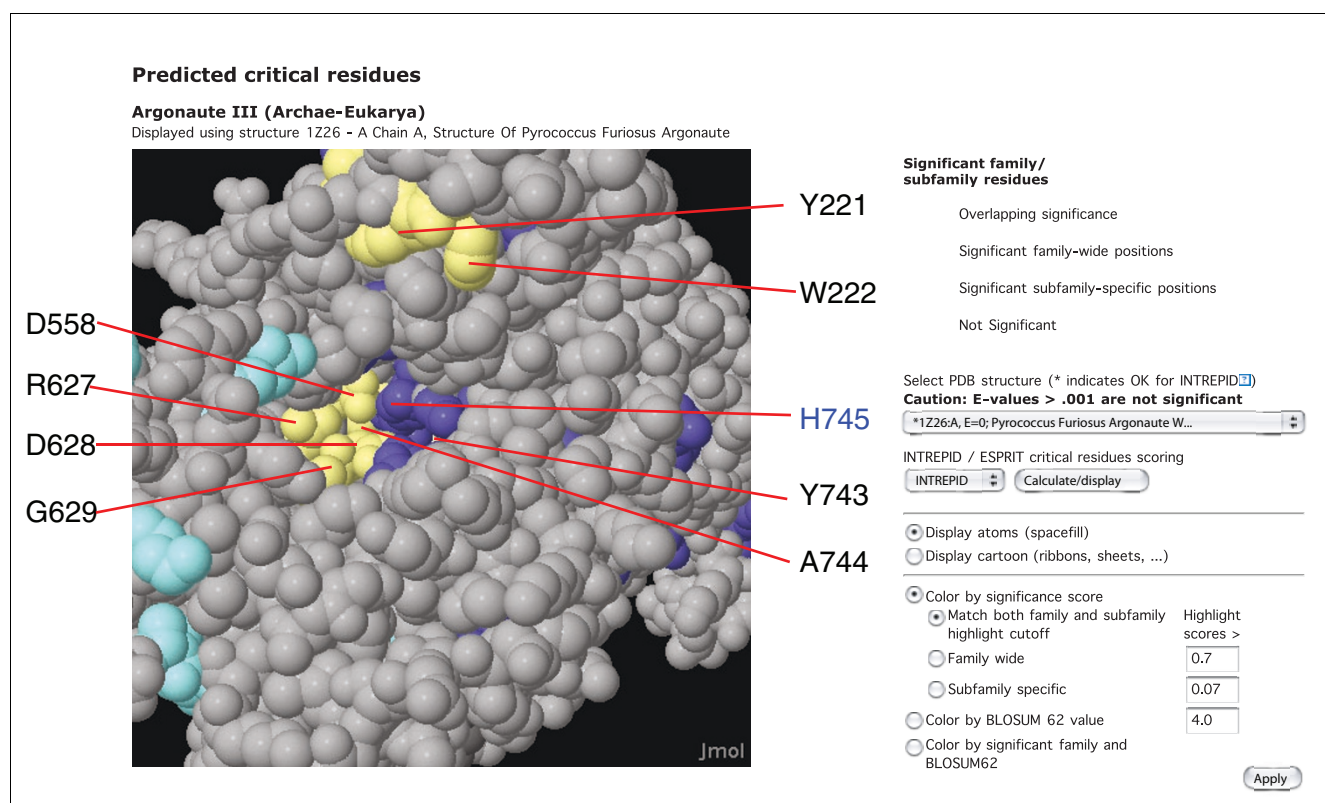 Predicted critical residues
Argonaute III (Archae-Eukarya)
Displayed using structure 1Z26 - A Chain A, Structure Of Pyrococcus Furiosus Argonaute
D558
R627
D628
G629
Y221
W222
H745
Y743
A744
Jmol
Significant family/
subfamily residues
Overlapping significance
Significant family-wide positions
Significant subfamily-specific positions
Not Significant
Select PDB structure (* indicates OK for INTREPID?)
Caution: E-values > .001 are not significant
*1Z26:A, E=0; Pyrococcus Furiosus Argonaute W...
INTREPID / ESPRIT critical residues scoring
INTREPID Calculate/display
Display atoms (spacefill)
Display cartoon (ribbons, sheets, ...)
Color by significance score
Match both family and subfamily Highlight
highlight cutoff scores >
Family wide 0.7
Subfamily specific 0.07
Color by BLOSUM 62 value 4.0
Color by significant family and
BLOSUM62
Apply